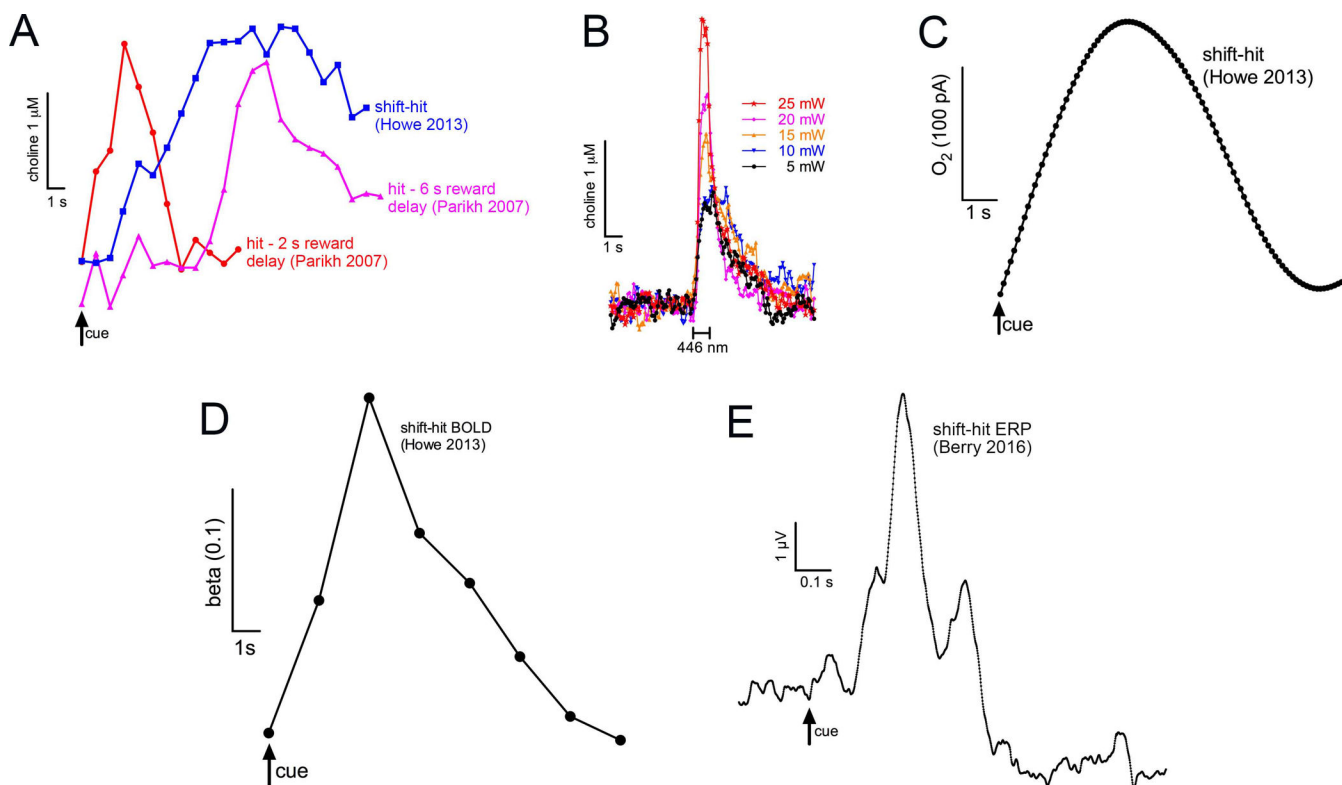 A
choline 1 µM
1 s
shift-hit
(Howe 2013)
hit - 6 s reward
delay (Parikh 2007)
hit - 2 s reward
delay (Parikh 2007)
cue
B
choline 1 µM
1 s
25 mW
20 mW
15 mW
10 mW
5 mW
446 nm
C
O₂ (100 pA)
1 s
shift-hit
(Howe 2013)
cue
D
beta (0.1)
1s
shift-hit BOLD
(Howe 2013)
cue
E
1 µV
0.1 s
shift-hit ERP
(Berry 2016)
cue